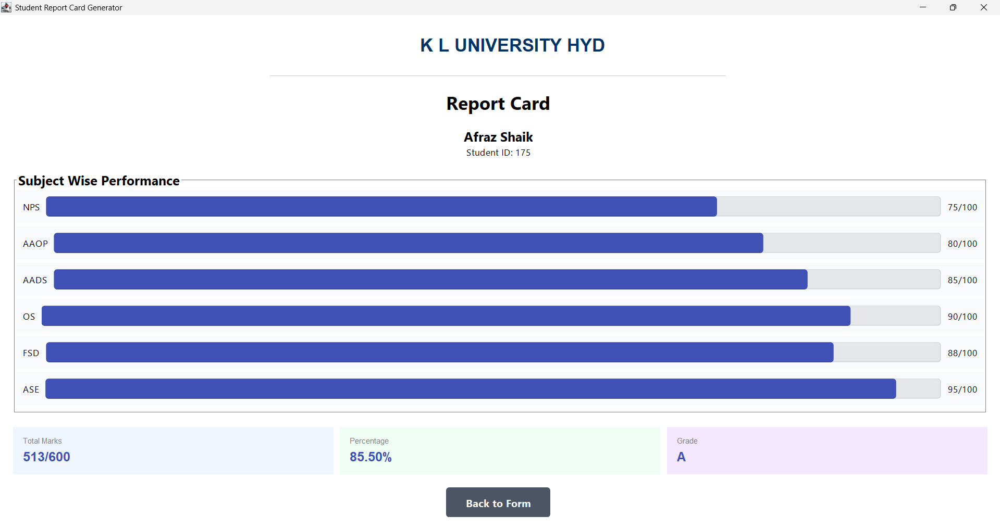 Student Report Card Generator
K L UNIVERSITY HYD
Report Card
Afraz Shaik
Student ID: 175
Subject Wise Performance
NPS 75/100
AAOP 80/100
AADS 85/100
OS 90/100
FSD 88/100
ASE 95/100
Total Marks
513/600
Percentage
85.50%
Grade
A
Back to Form